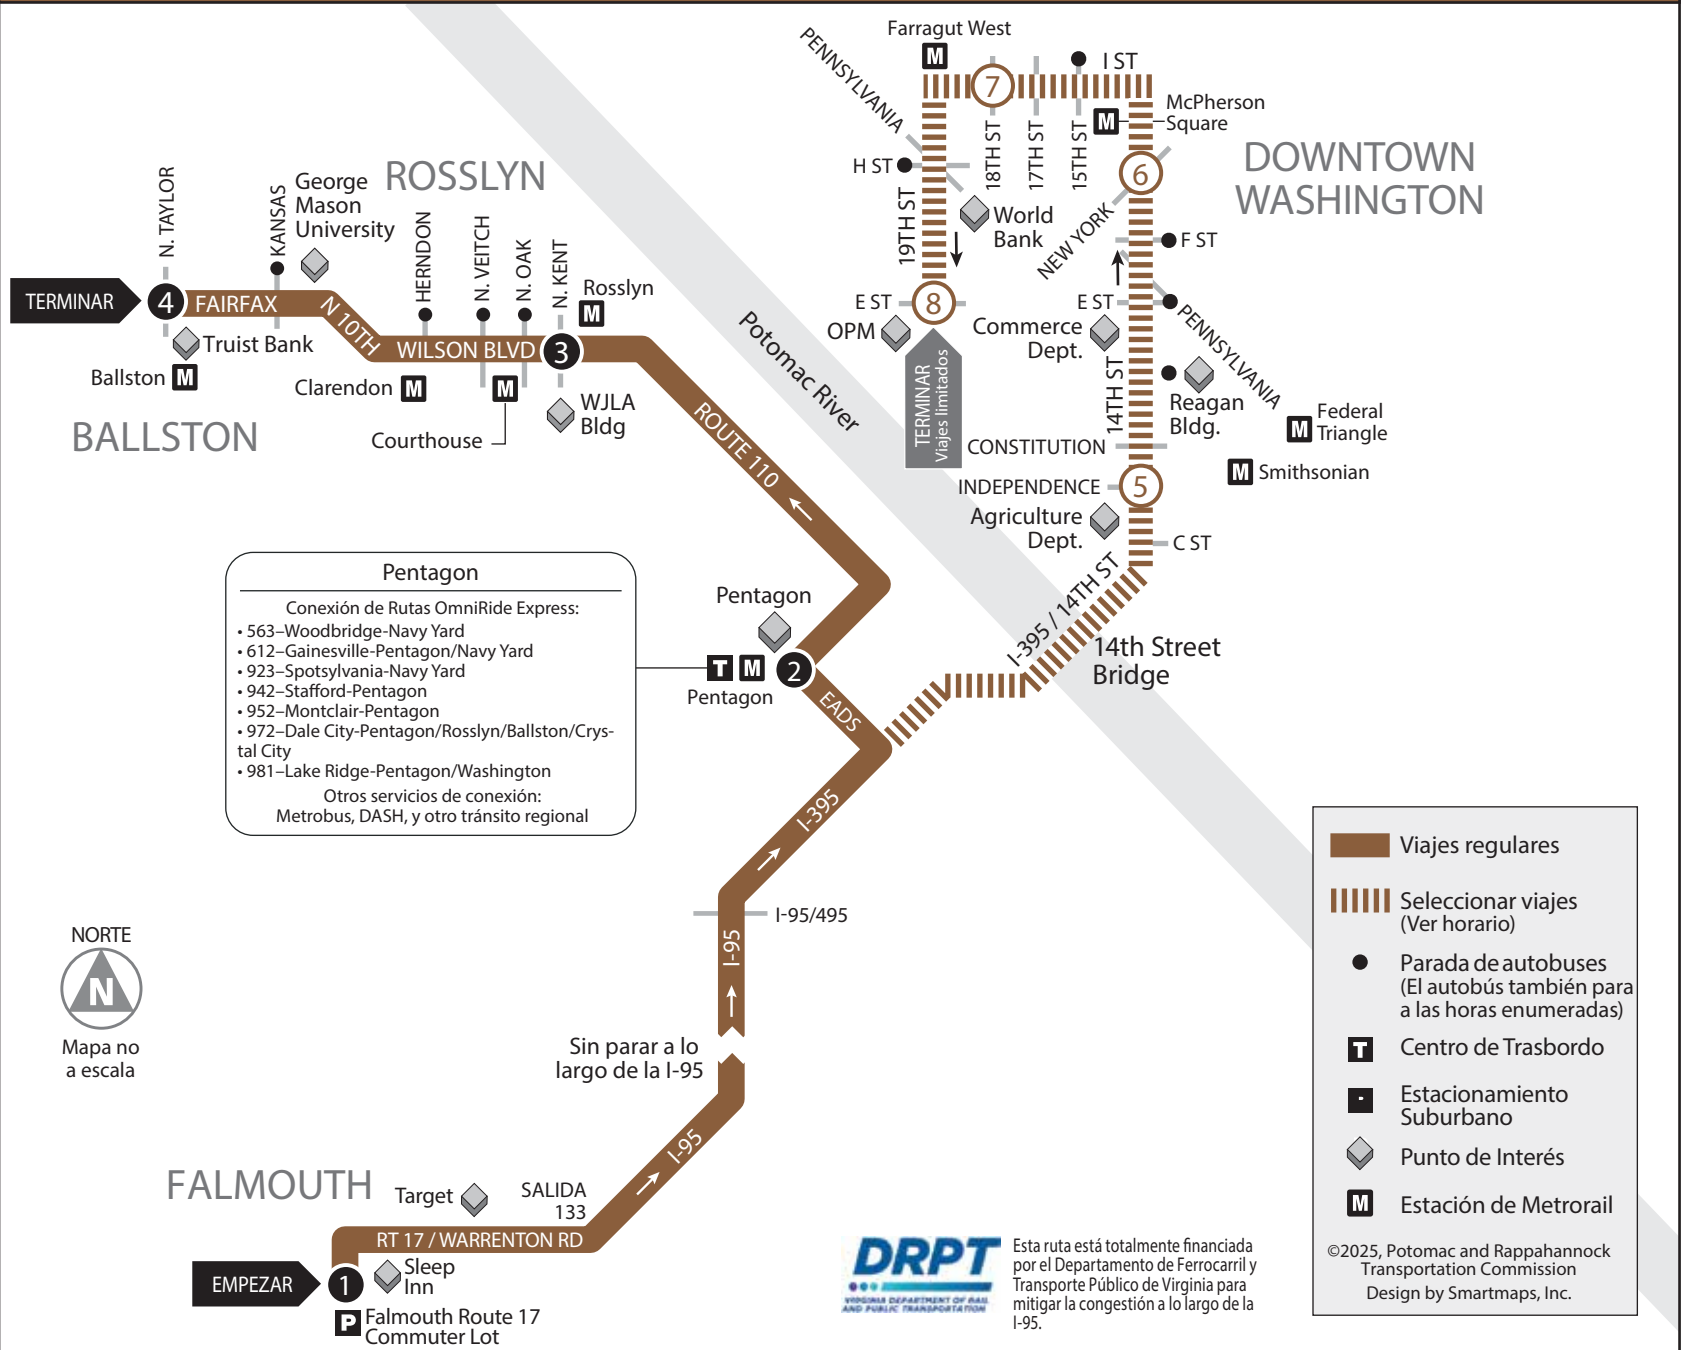 Farragut West
M
PENNSYLVANIA
7
I ST
McPherson
Square
M
18TH ST
17TH ST
15TH ST
DOWNTOWN
WASHINGTON
H ST
6
19TH ST
World
Bank
NEW YORK
F ST
E ST
8
OPM
E ST
Commerce
Dept.
PENNSYLVANIA
14TH ST
Reagan
Bldg.
M
Federal
Triangle
TERMINAR
Viajes limitados
CONSTITUTION
M
Smithsonian
INDEPENDENCE
5
Agriculture
Dept.
C ST
I-395 / 14TH ST
14th Street
Bridge
Potomac River
ROSSLYN
N. TAYLOR
KANSAS
George
Mason
University
HERNDON
N. VEITCH
N. OAK
N. KENT
Rosslyn
M
TERMINAR
4
FAIRFAX
N 10TH
WILSON BLVD
3
Truist Bank
Ballston
M
Clarendon
M
M
Courthouse
WJLA
Bldg
BALLSTON
ROUTE 110
Pentagon
Conexión de Rutas OmniRide Express:
• 563–Woodbridge-Navy Yard
• 612–Gainesville-Pentagon/Navy Yard
• 923–Spotsylvania-Navy Yard
• 942–Stafford-Pentagon
• 952–Montclair-Pentagon
• 972–Dale City-Pentagon/Rosslyn/Ballston/Crys-
tal City
• 981–Lake Ridge-Pentagon/Washington
Otros servicios de conexión:
Metrobus, DASH, y otro tránsito regional
Pentagon
T M
2
Pentagon
EADS
I-395
I-95/495
I-95
NORTE
N
Mapa no
a escala
Sin parar a lo
largo de la I-95
I-95
FALMOUTH
Target
SALIDA
133
RT 17 / WARRENTON RD
EMPEZAR
1
Sleep
Inn
P
Falmouth Route 17
Commuter Lot
DRPT
VIRGINIA DEPARTMENT OF RAIL
AND PUBLIC TRANSPORTATION
Esta ruta está totalmente financiada
por el Departamento de Ferrocarril y
Transporte Público de Virginia para
mitigar la congestión a lo largo de la
I-95.
Viajes regulares
Seleccionar viajes
(Ver horario)
Parada de autobuses
(El autobús también para
a las horas enumeradas)
T
Centro de Trasbordo
Estacionamiento
Suburbano
Punto de Interés
M
Estación de Metrorail
©2025, Potomac and Rappahannock
Transportation Commission
Design by Smartmaps, Inc.